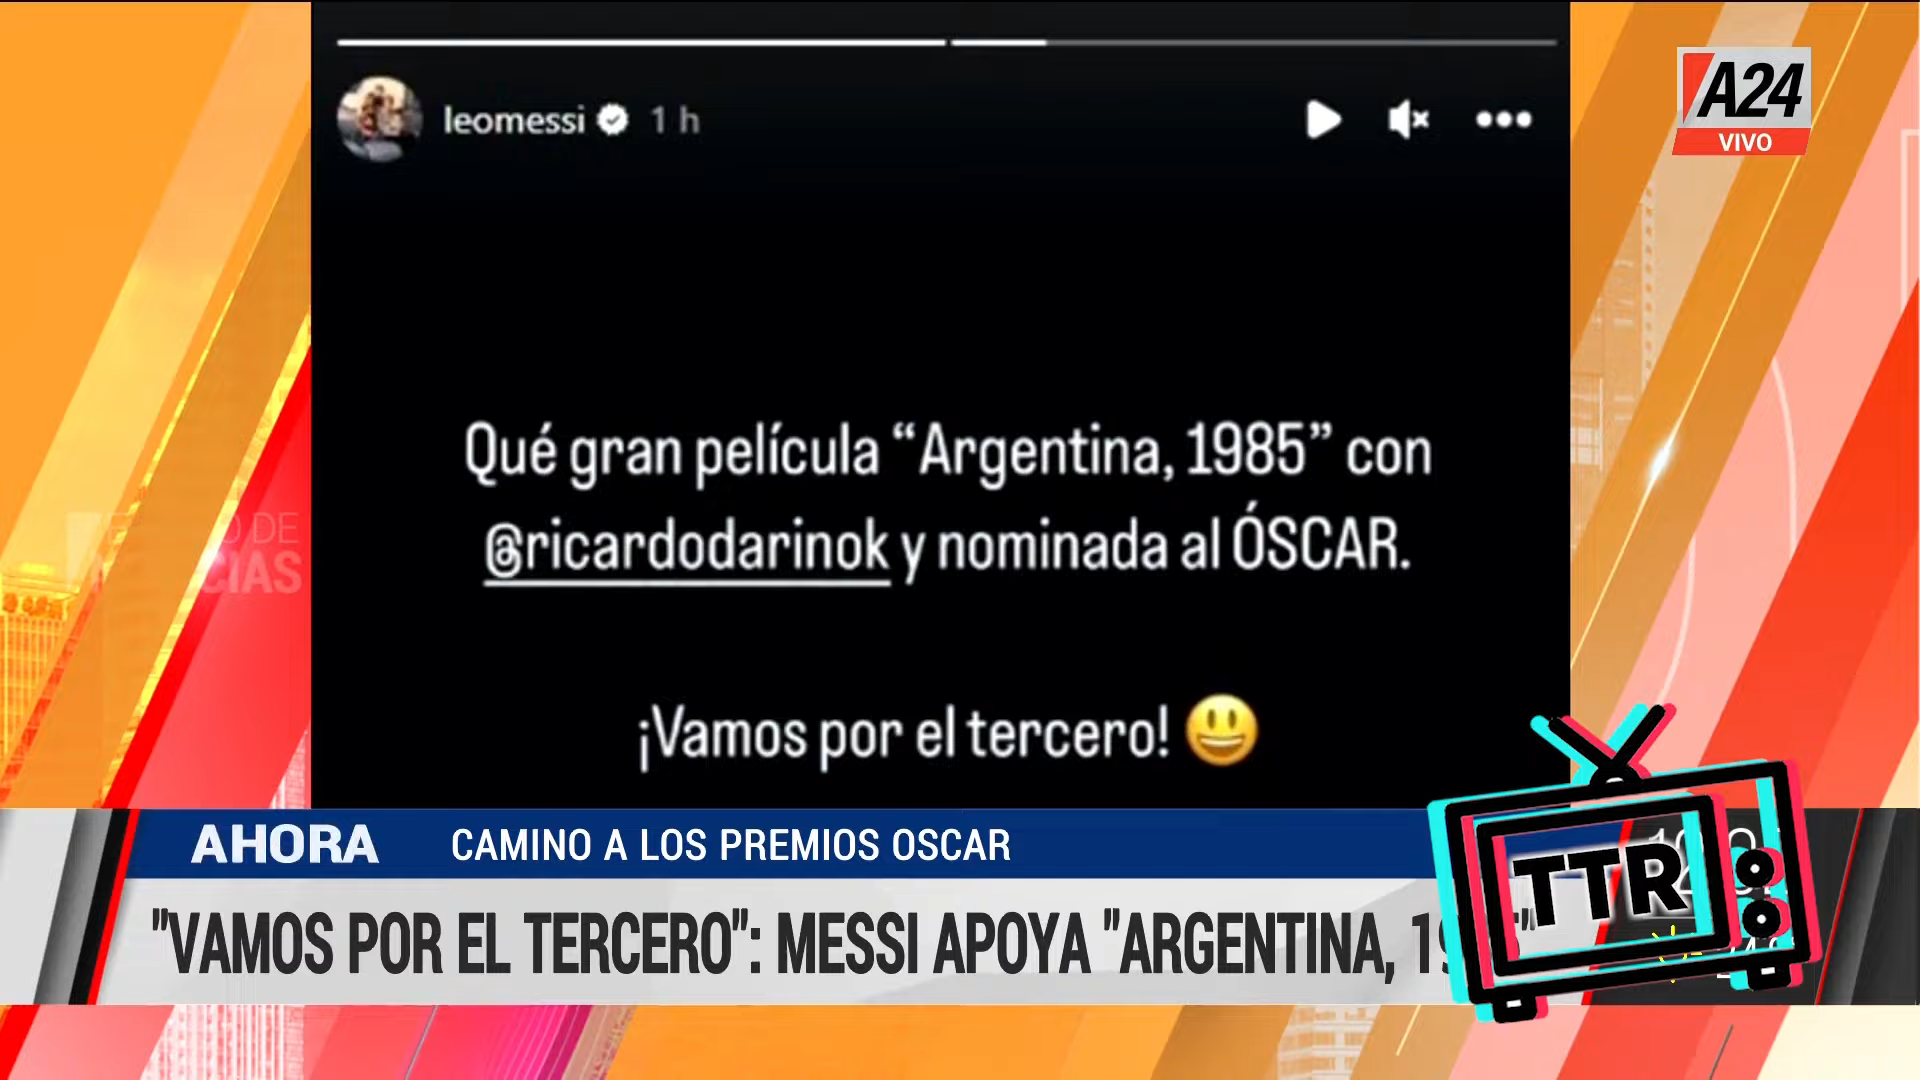 leomessi 1 h
A24
VIVO
Qué gran película “Argentina, 1985” con
@ricardodarinok y nominada al ÓSCAR.
¡Vamos por el tercero! 😃
AHORA CAMINO A LOS PREMIOS OSCAR
"VAMOS POR EL TERCERO": MESSI APOYA "ARGENTINA,
TTR